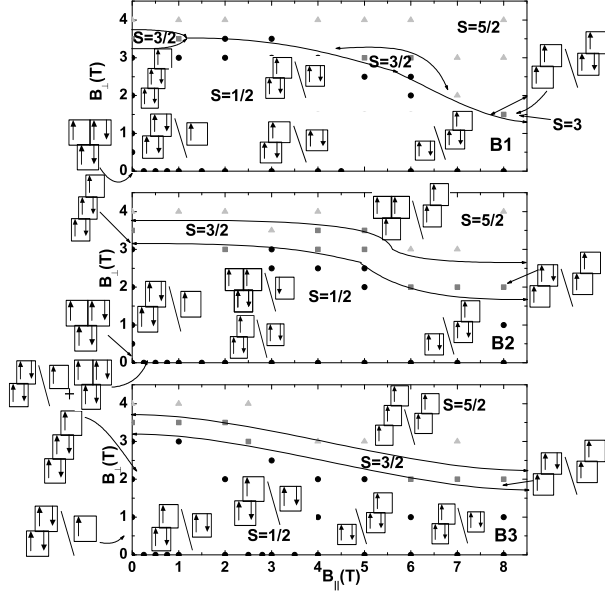 4
S=5/2
S=3/2
3
S=3/2
B⊥(T)
2
S=1/2
S=3
1
B1
0
4
S=5/2
S=3/2
3
B⊥(T)
S=1/2
2
1
B2
0
+
4
S=5/2
3
B⊥(T)
S=3/2
2
1
S=1/2
B3
0
0 1 2 3 4 5 6 7 8
B||(T)